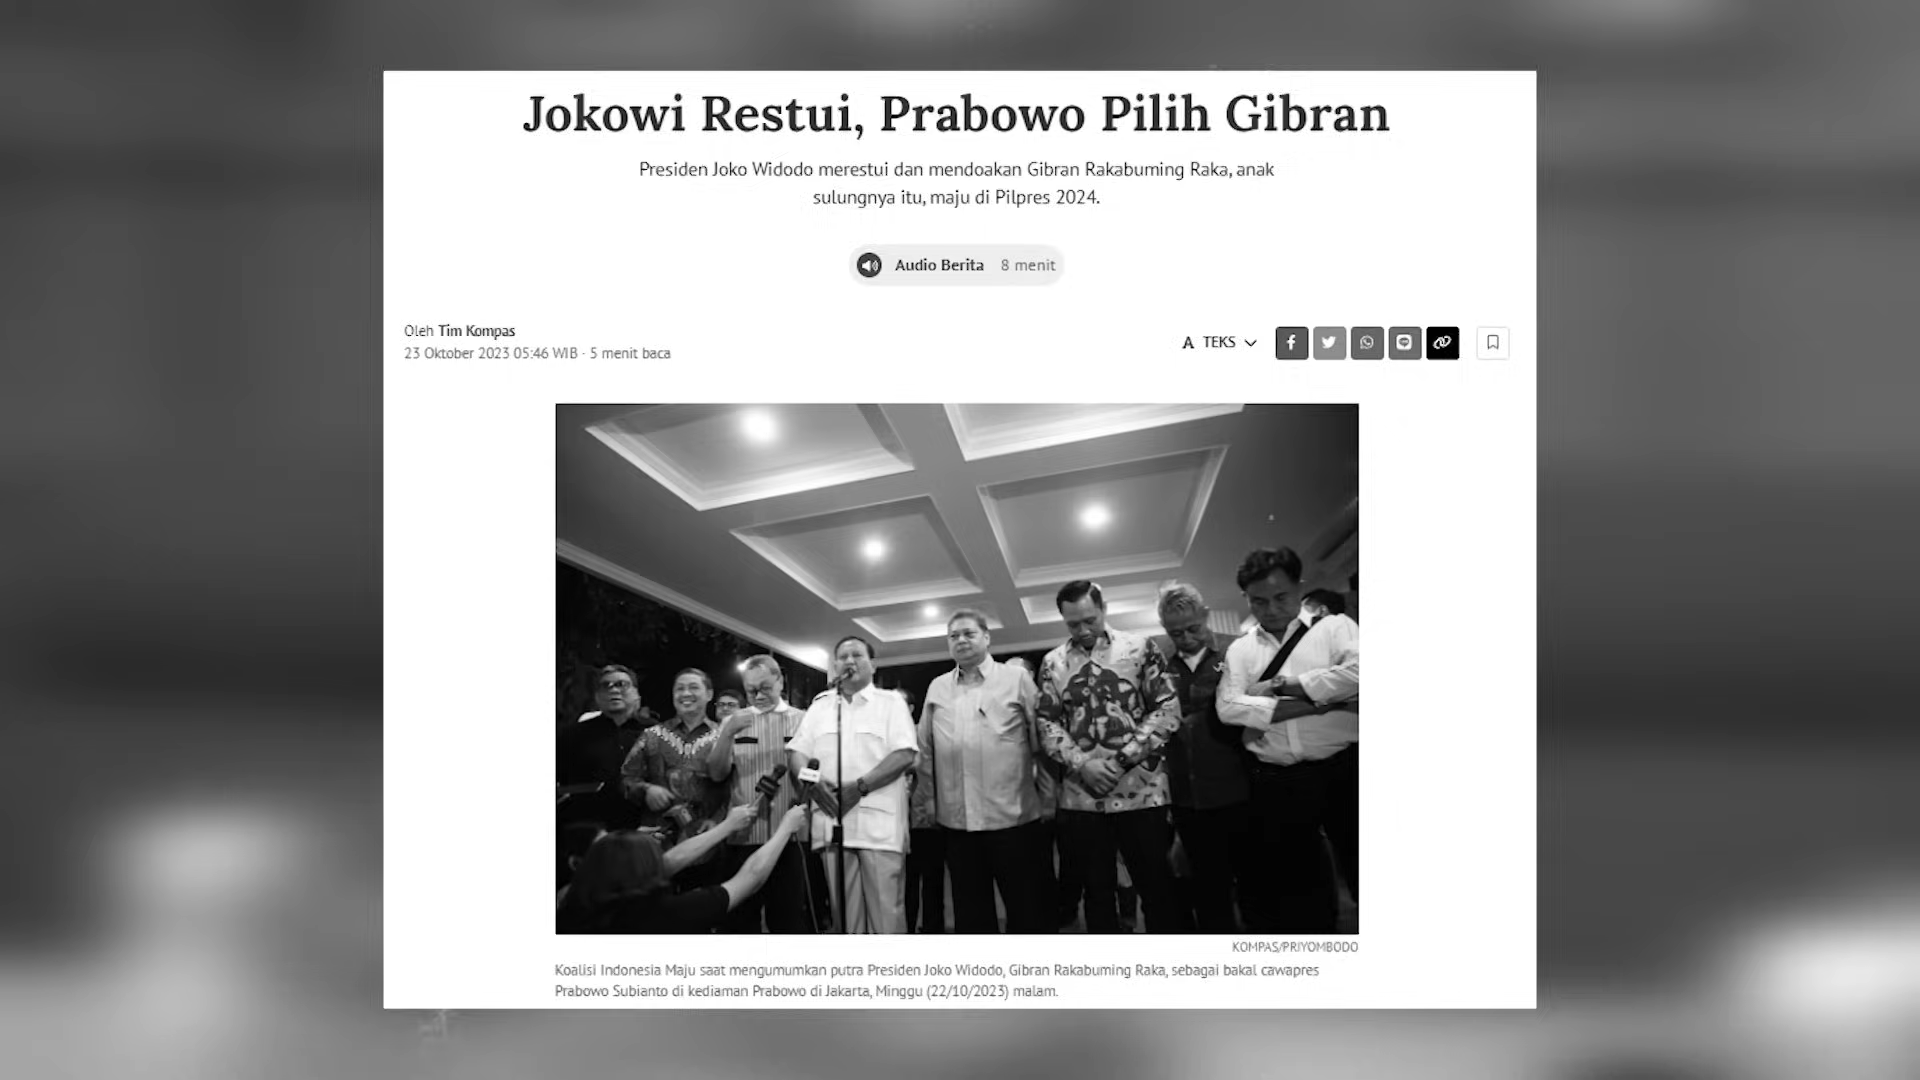 Jokowi Restui, Prabowo Pilih Gibran
Presiden Joko Widodo merestui dan mendoakan Gibran Rakabuming Raka, anak
sulungnya itu, maju di Pilpres 2024.
Audio Berita 8 menit
Oleh Tim Kompas
23 Oktober 2023 05:46 WIB · 5 menit baca
A TEKS
KOMPAS/PRIYOMBODO
Koalisi Indonesia Maju saat mengumumkan putra Presiden Joko Widodo, Gibran Rakabuming Raka, sebagai bakal cawapres
Prabowo Subianto di kediaman Prabowo di Jakarta, Minggu (22/10/2023) malam.